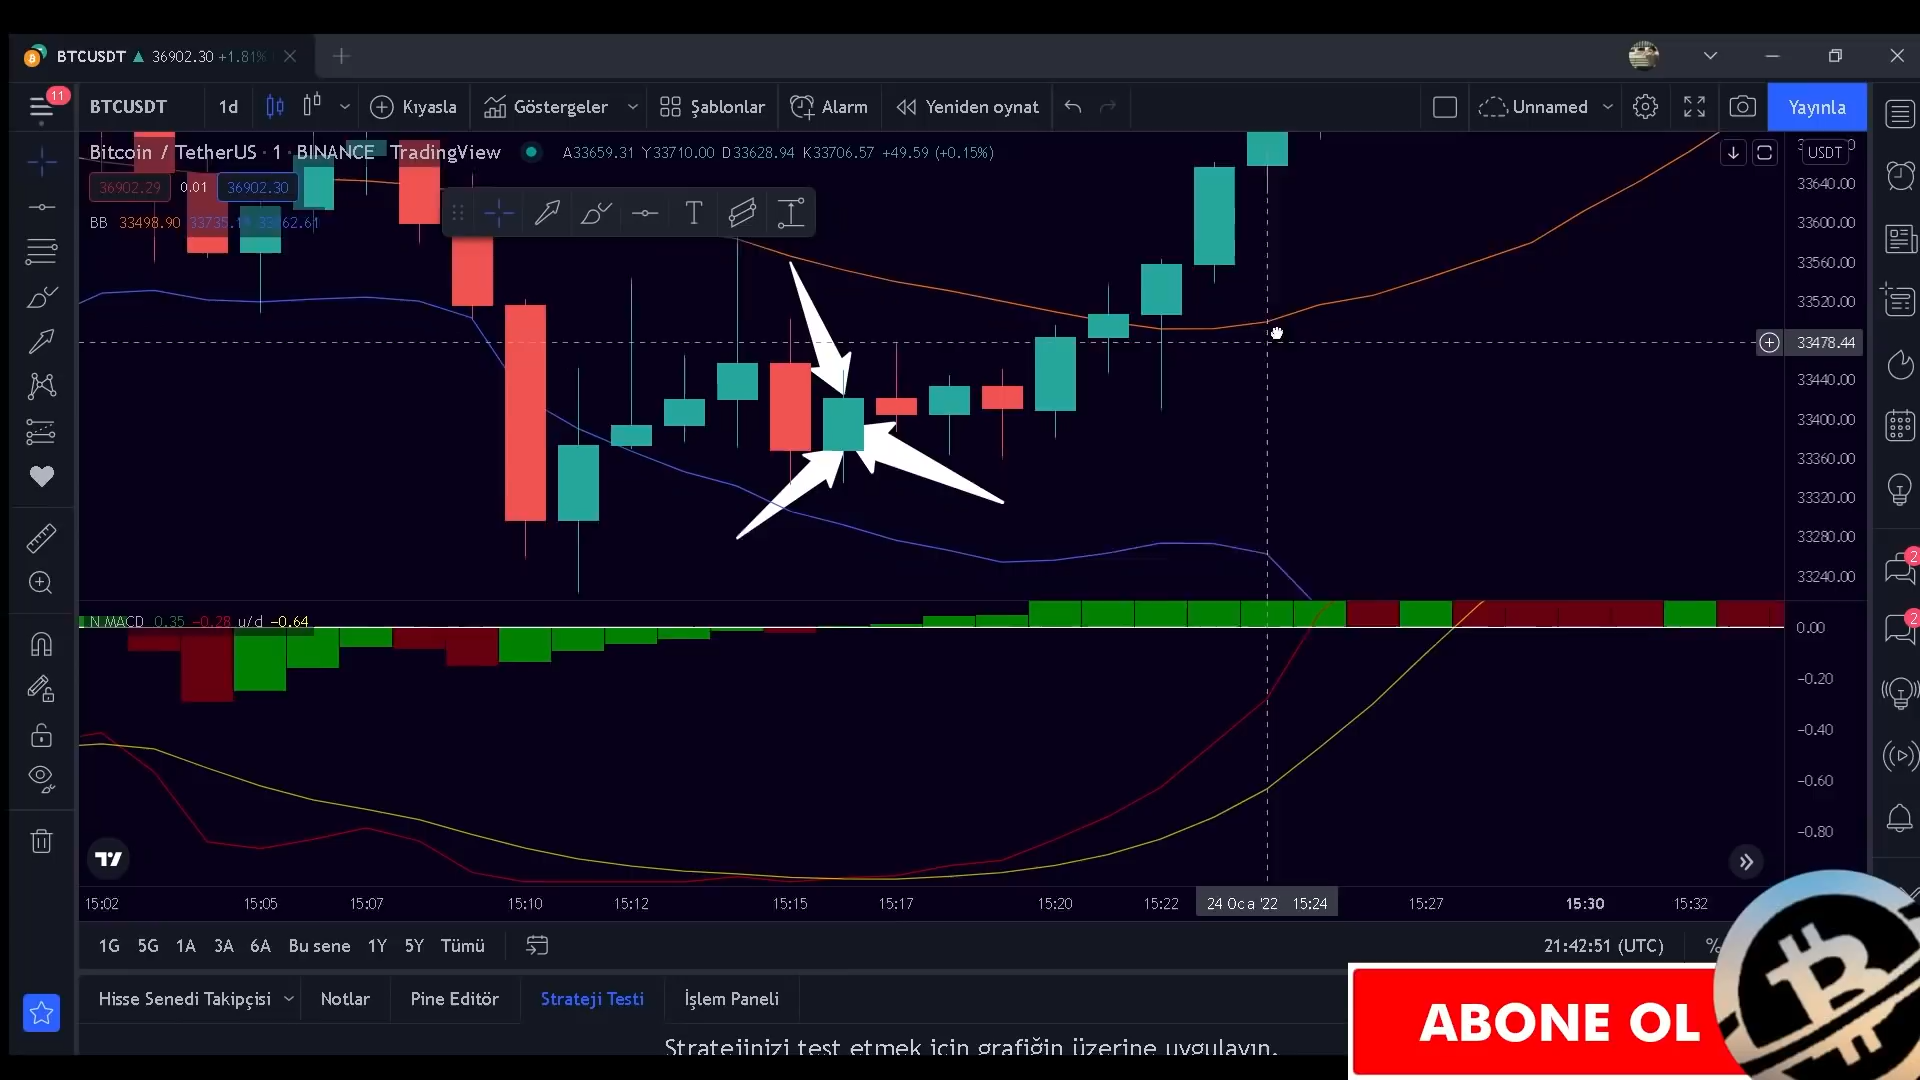 BTCUSDT ▲ 36902.30 +1.81%
11
BTCUSDT 1d Kıyasla Göstergeler Şablonlar Alarm Yeniden oynat Unnamed Yayınla
Bitcoin / TetherUS · 1 · BINANCE TradingView A33659.31 Y33710.00 D33628.94 K33706.57 +49.59 (+0.15%)
USDT
36902.29 0.01 36902.30
33640.00
BB 33498.90
33600.00
33560.00
33520.00
33478.44
33440.00
33400.00
33360.00
33320.00
33280.00
2
33240.00
N MACD 0.35 −0.28 u/d −0.64
0.00
2
−0.20
−0.40
−0.60
−0.80
15:02 15:05 15:07 15:10 15:12 15:15 15:17 15:20 15:22 24 Oca '22 15:24 15:27 15:30 15:32
1G 5G 1A 3A 6A Bu sene 1Y 5Y Tümü 21:42:51 (UTC) %
Hisse Senedi Takipçisi Notlar Pine Editör Strateji Testi İşlem Paneli
ABONE OL
Stratejinizi test etmek için grafiğin üzerine uygulayın.